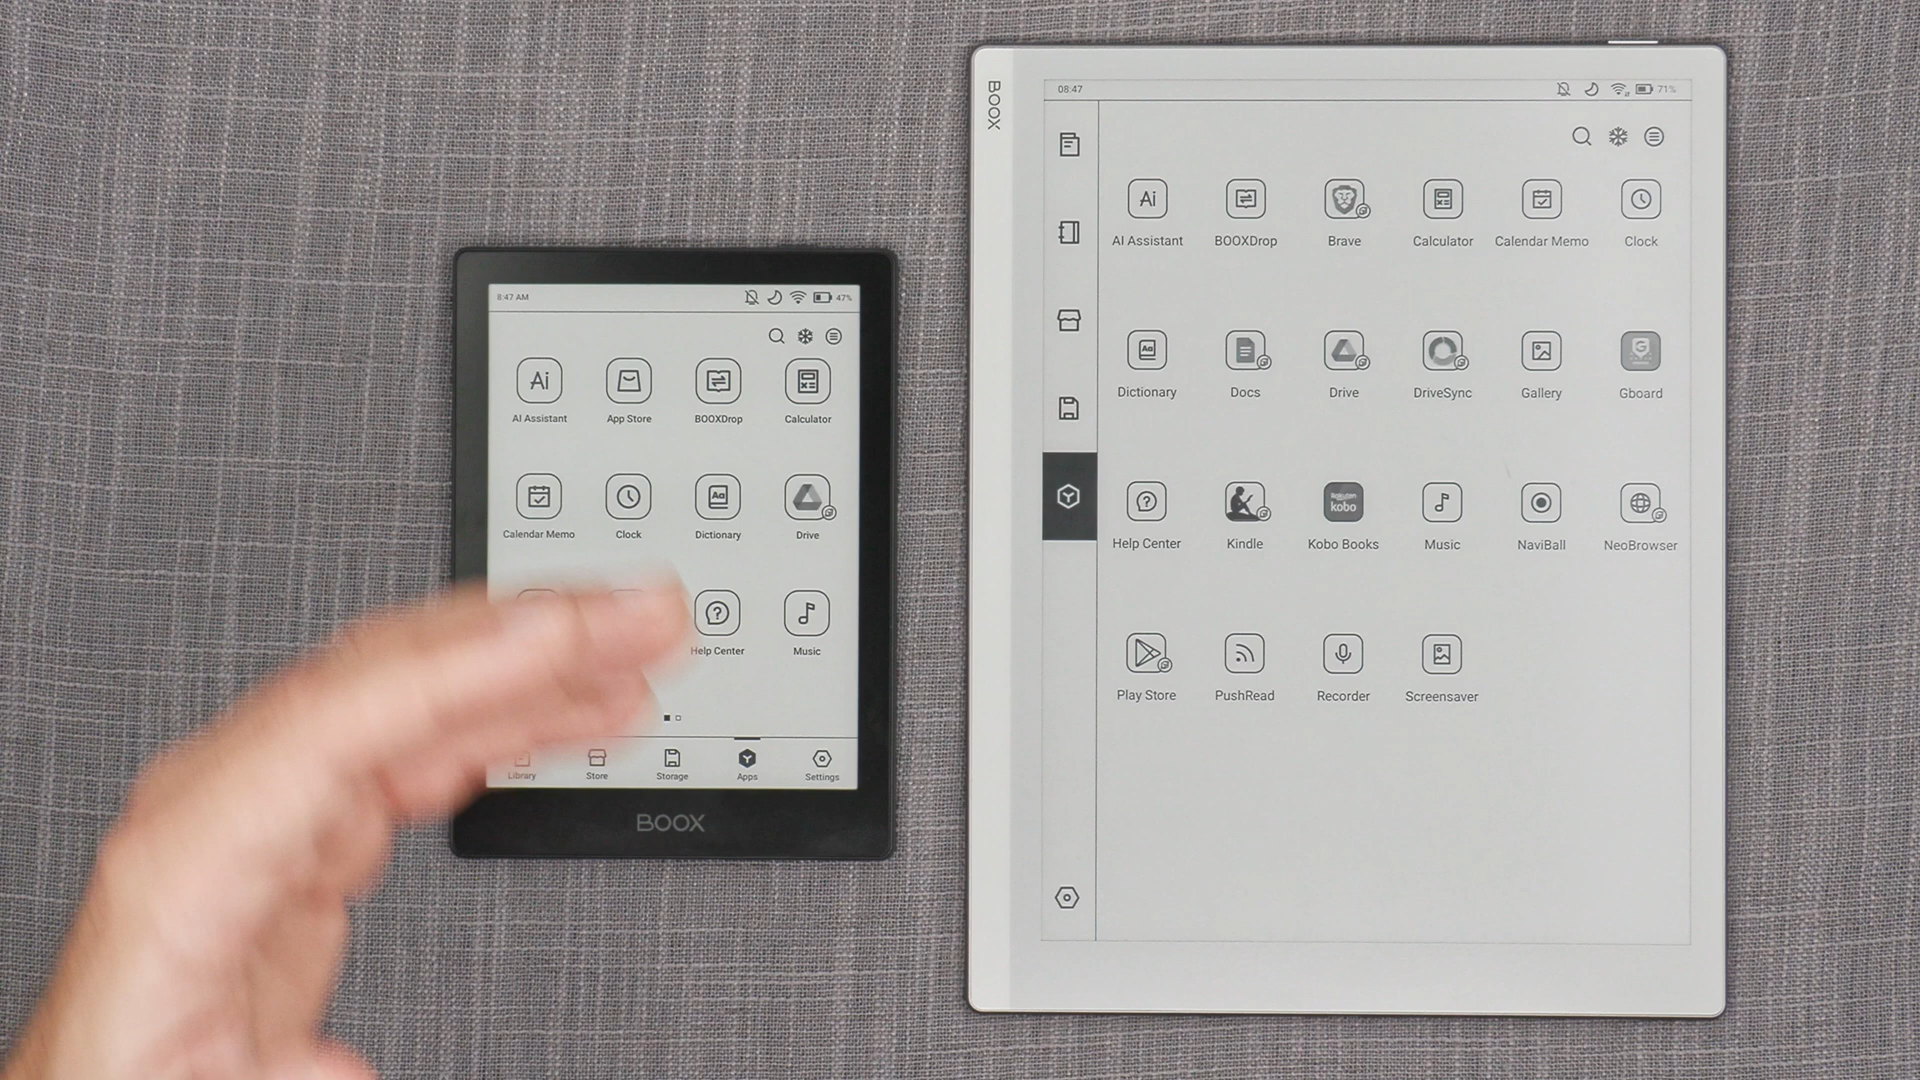 8:47 AM
47%
AI Assistant
App Store
BOOXDrop
Calculator
Calendar Memo
Clock
Dictionary
Drive
Help Center
Music
Library
Store
Storage
Apps
Settings
BOOX
BOOX
08:47
71%
AI Assistant
BOOXDrop
Brave
Calculator
Calendar Memo
Clock
Dictionary
Docs
Drive
DriveSync
Gallery
Gboard
Rakuten
kobo
Help Center
Kindle
Kobo Books
Music
NaviBall
NeoBrowser
Play Store
PushRead
Recorder
Screensaver
Ai
Aa
Ai
Aa